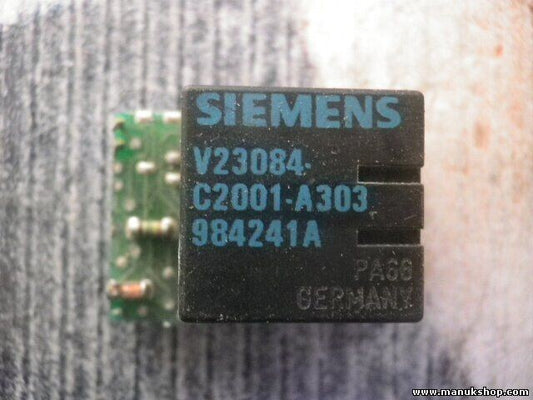 SIEMENS
V23084-
C2001-A303
984241A
PA66
GERMANY
www.manukshop.com